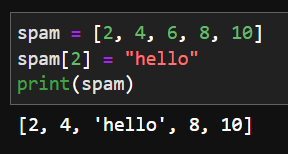 spam = [2, 4, 6, 8, 10]
spam[2] = "hello"
print(spam)
[2, 4, 'hello', 8, 10]